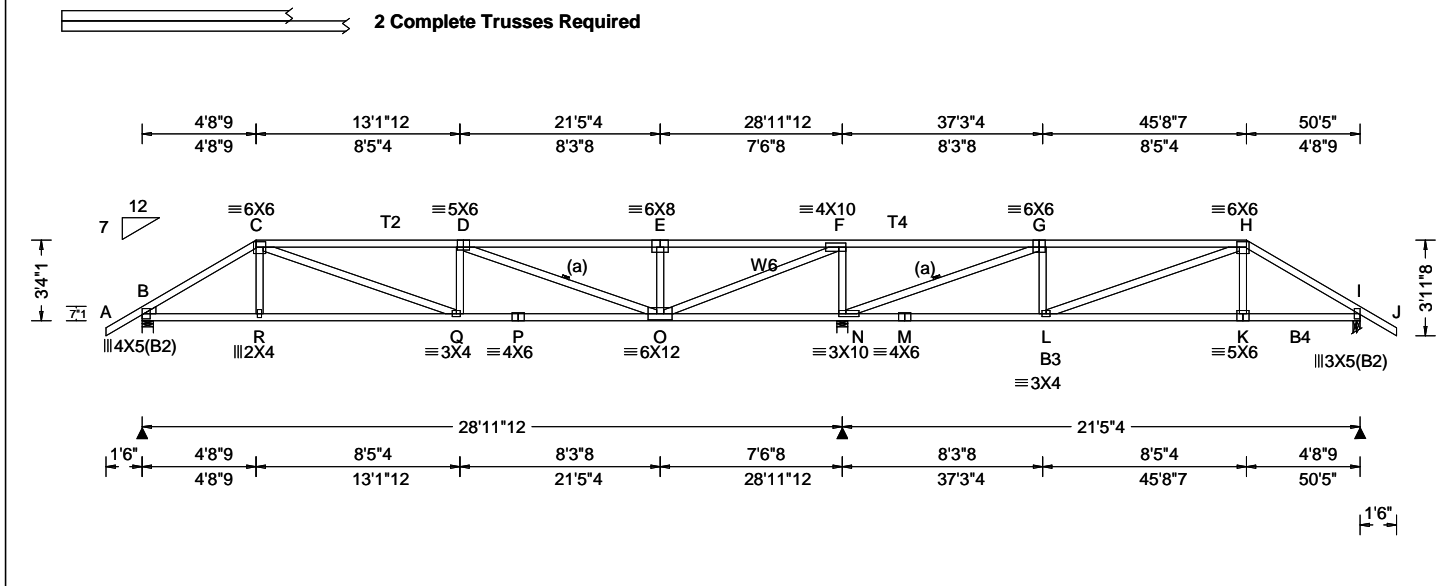 2 Complete Trusses Required
4'8"9 13'1"12 21'5"4 28'11"12 37'3"4 45'8"7 50'5"
4'8"9 8'5"4 8'3"8 7'6"8 8'3"8 8'5"4 4'8"9
12
7
≡6X6 ≡5X6 ≡6X8 ≡4X10 ≡6X6 ≡6X6
C T2 D E F T4 G H
(a) W6 (a)
3'4"1
7"1
3'11"8
A B I J
R Q P O N M L K B4
|||4X5(B2) |||2X4 ≡3X4 ≡4X6 ≡6X12 ≡3X10 ≡4X6 B3 ≡5X6 |||3X5(B2)
≡3X4
28'11"12 21'5"4
1'6" 4'8"9 8'5"4 8'3"8 7'6"8 8'3"8 8'5"4 4'8"9
4'8"9 13'1"12 21'5"4 28'11"12 37'3"4 45'8"7 50'5"
1'6"